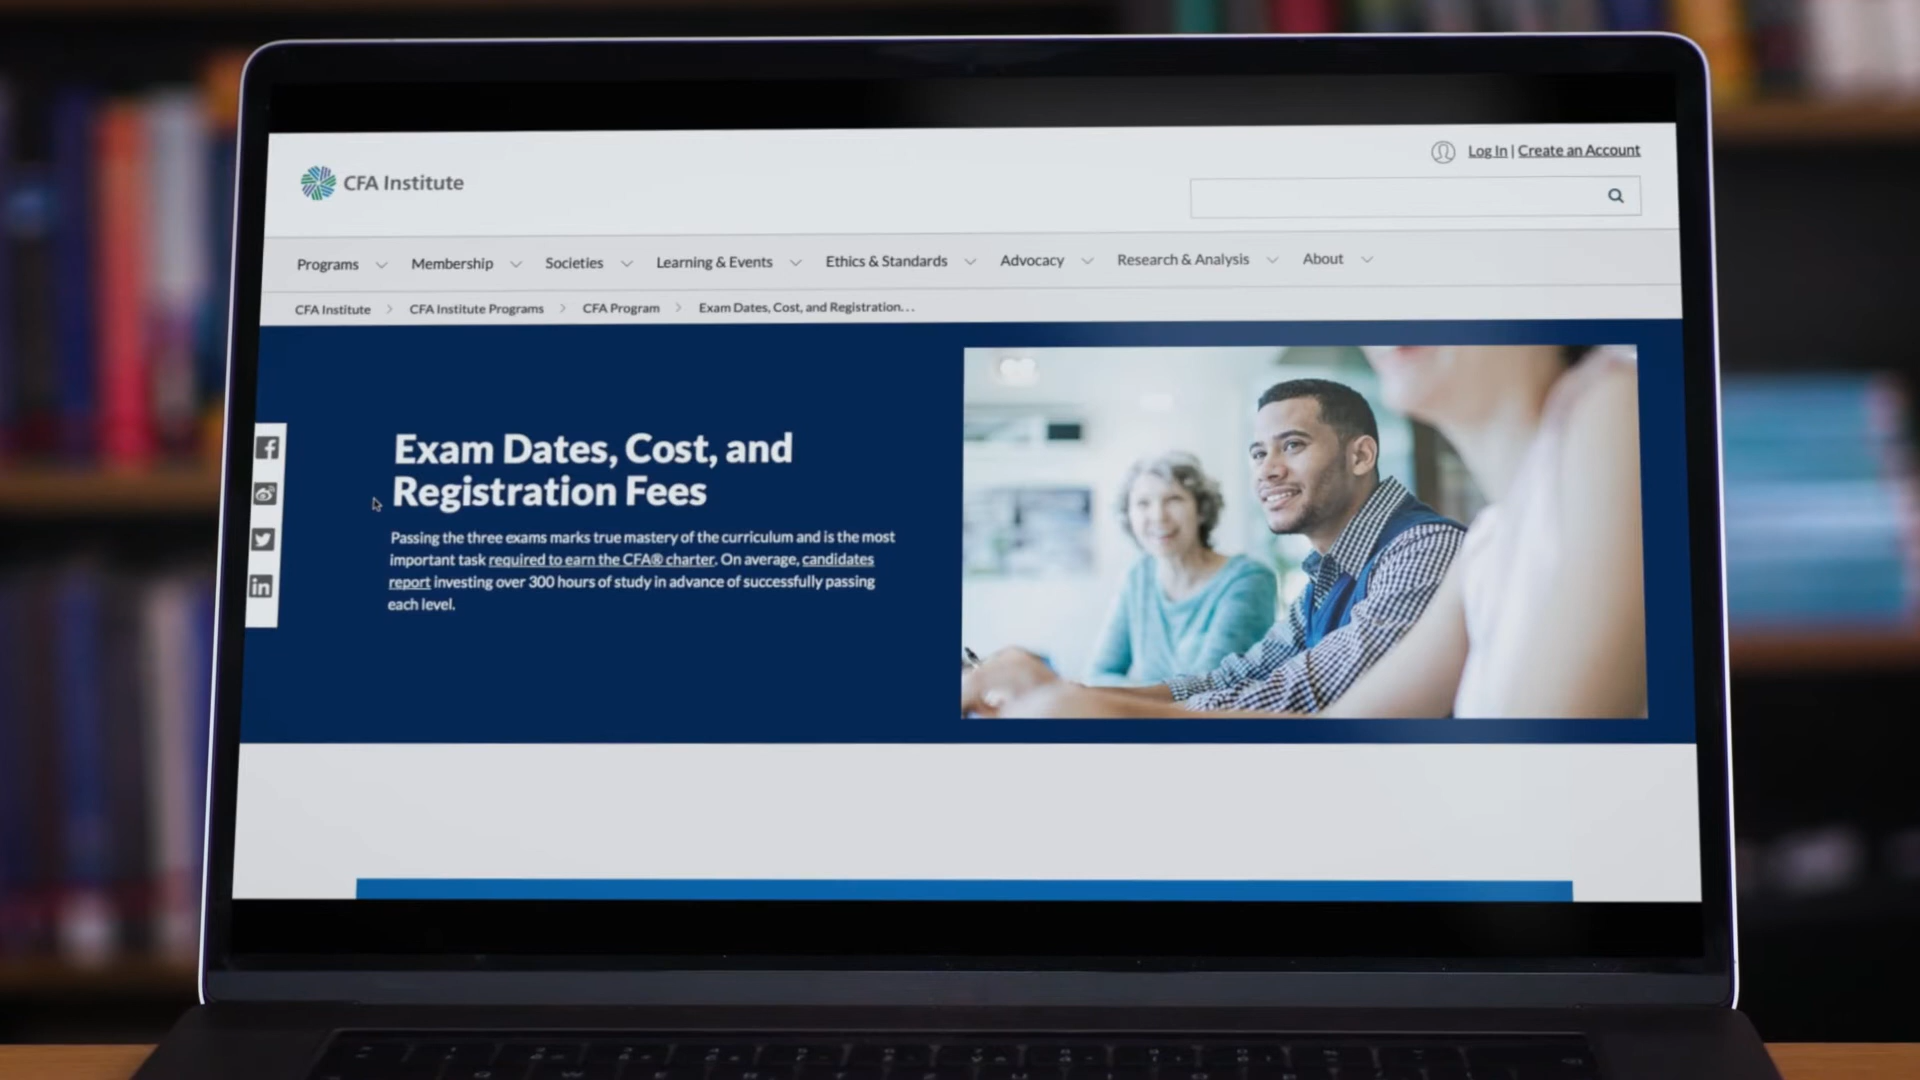 Log In | Create an Account
CFA Institute
Programs Membership Societies Learning & Events Ethics & Standards Advocacy Research & Analysis About
CFA Institute > CFA Institute Programs > CFA Program > Exam Dates, Cost, and Registration...
Exam Dates, Cost, and
Registration Fees
Passing the three exams marks true mastery of the curriculum and is the most
important task required to earn the CFA® charter. On average, candidates
report investing over 300 hours of study in advance of successfully passing
each level.